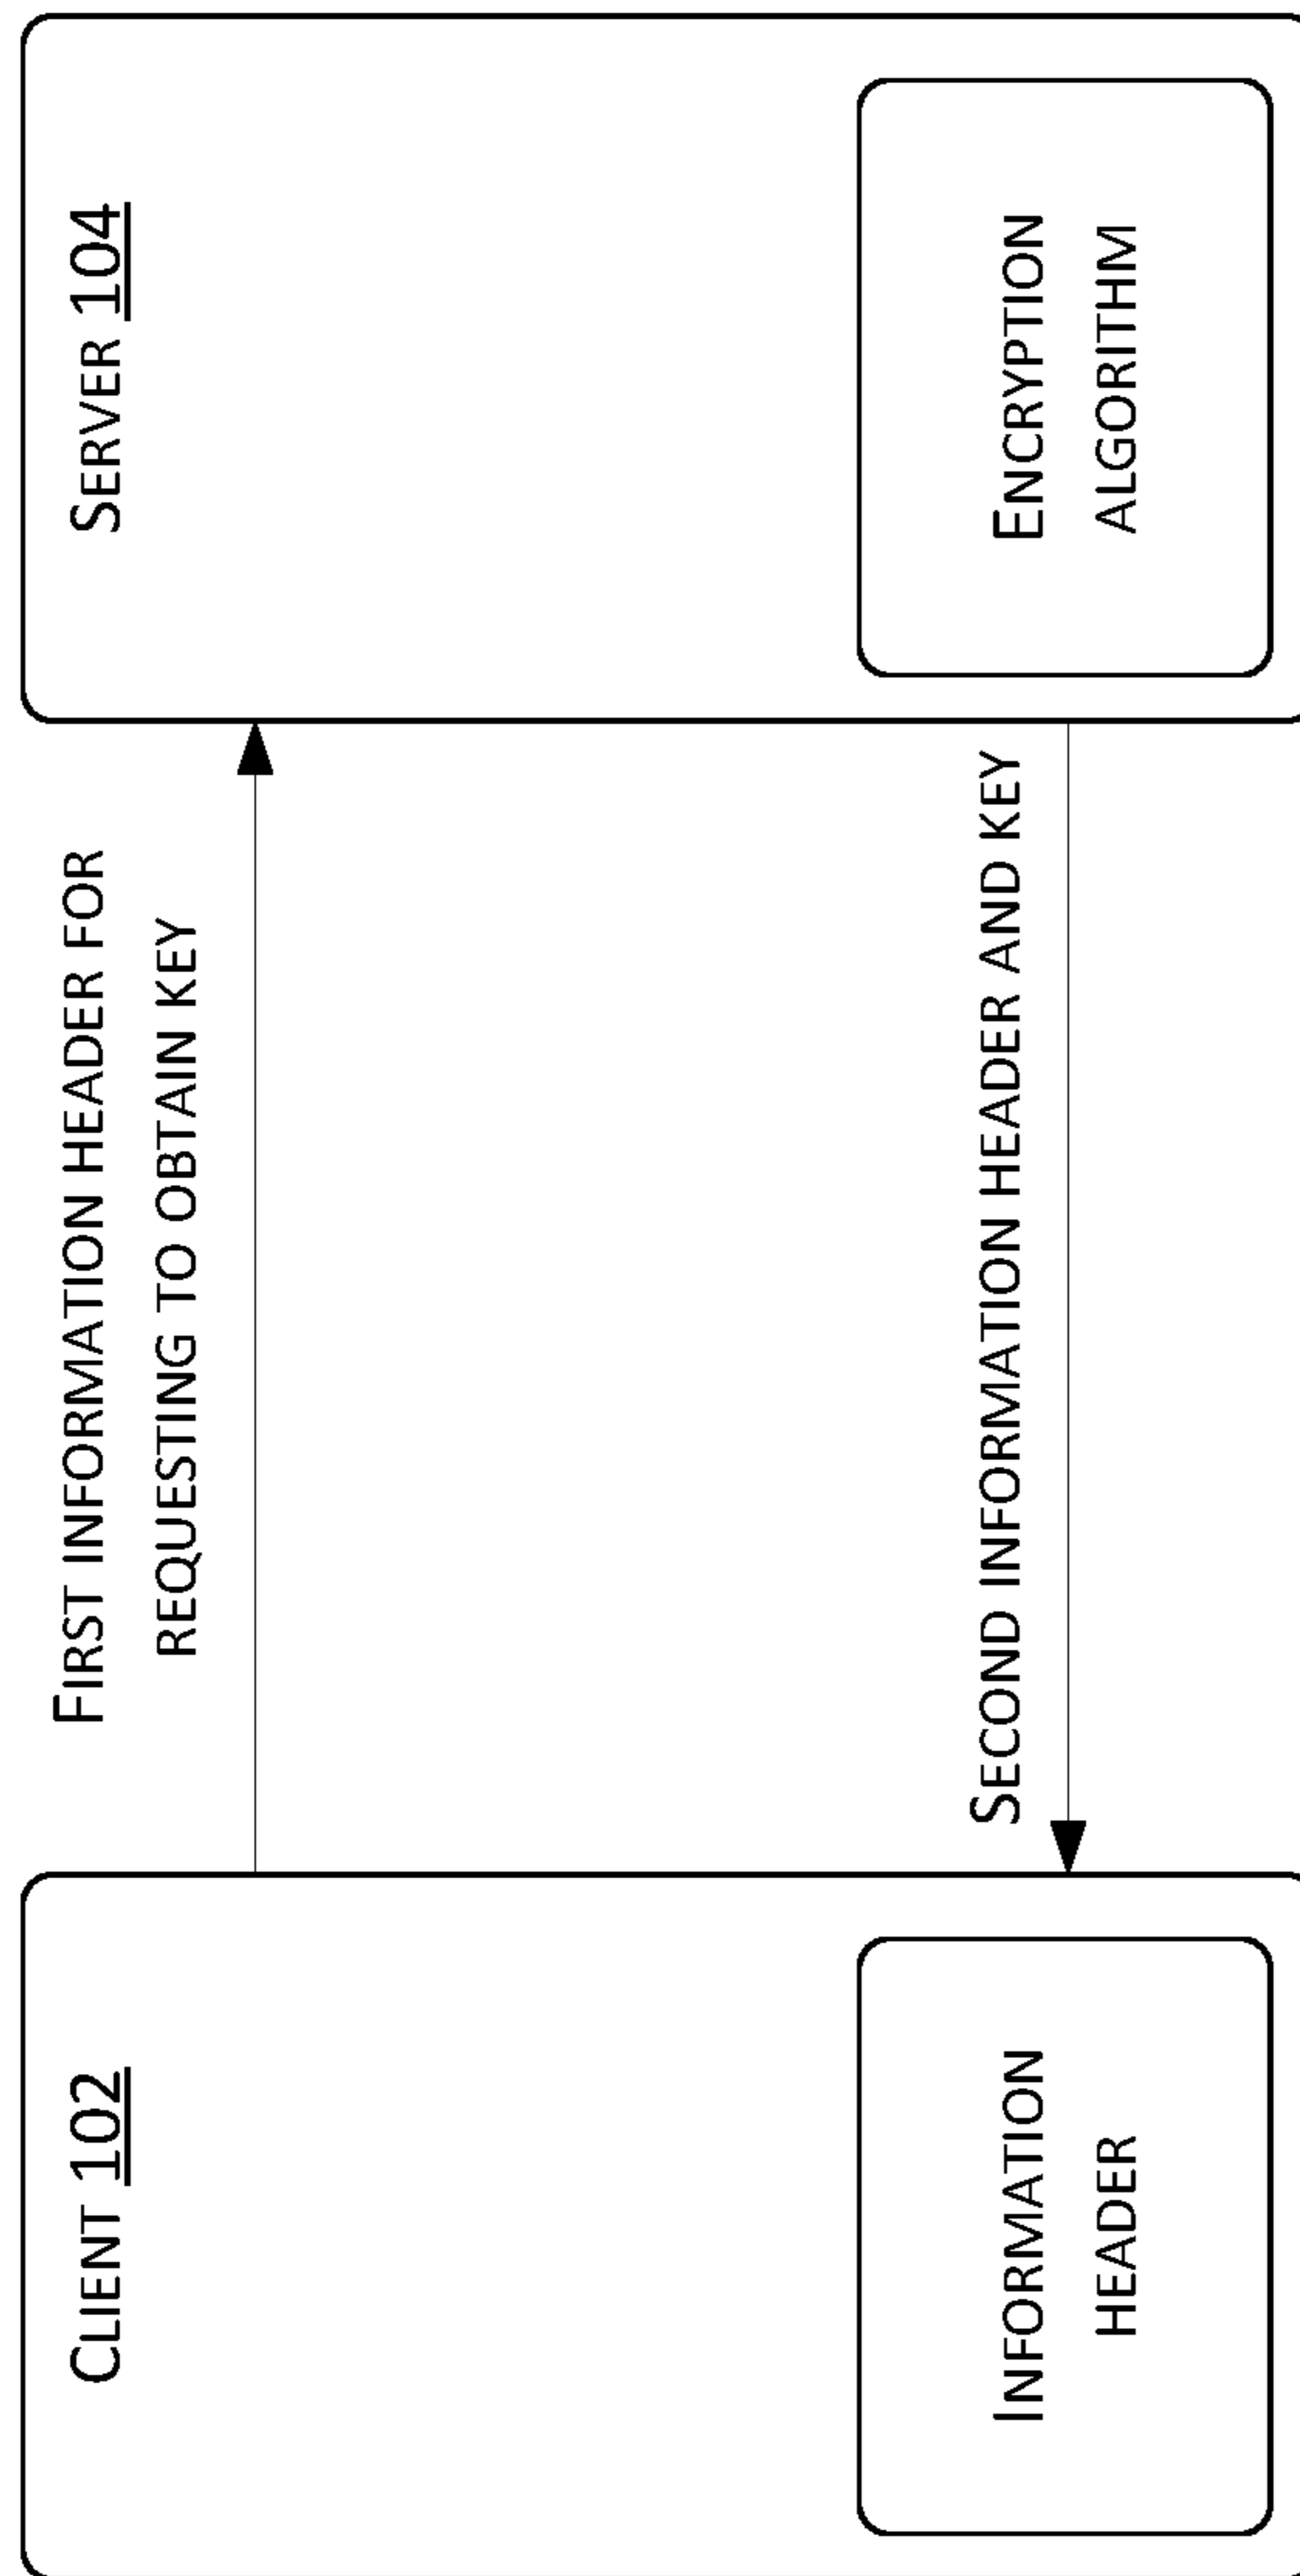 CLIENT 102
FIRST INFORMATION HEADER FOR
REQUESTING TO OBTAIN KEY
SERVER 104
INFORMATION
HEADER
SECOND INFORMATION HEADER AND KEY
ENCRYPTION
ALGORITHM